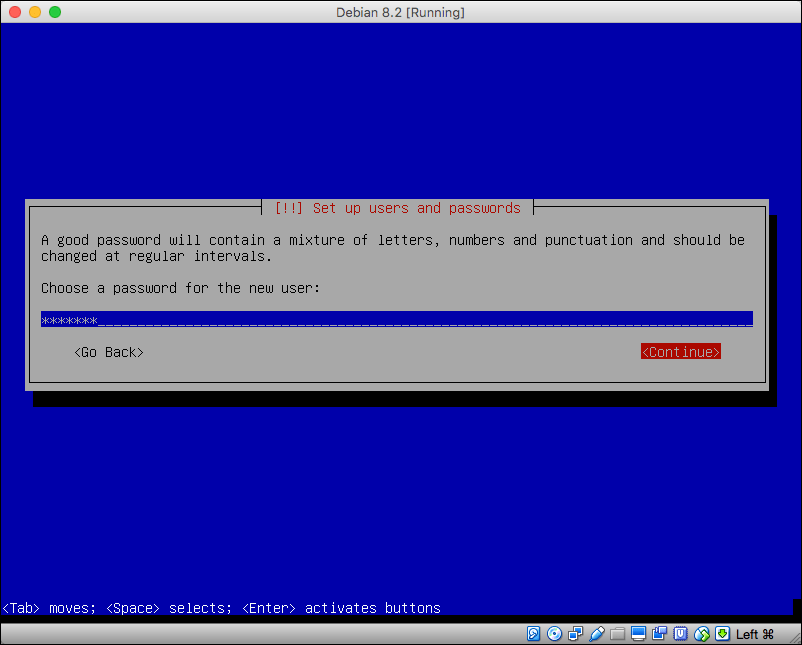 Debian 8.2 [Running]
[!!] Set up users and passwords
A good password will contain a mixture of letters, numbers and punctuation and should be
changed at regular intervals.
Choose a password for the new user:
*******_________________________________________________________________________________
<Go Back> <Continue>
<Tab> moves; <Space> selects; <Enter> activates buttons
Left ⌘